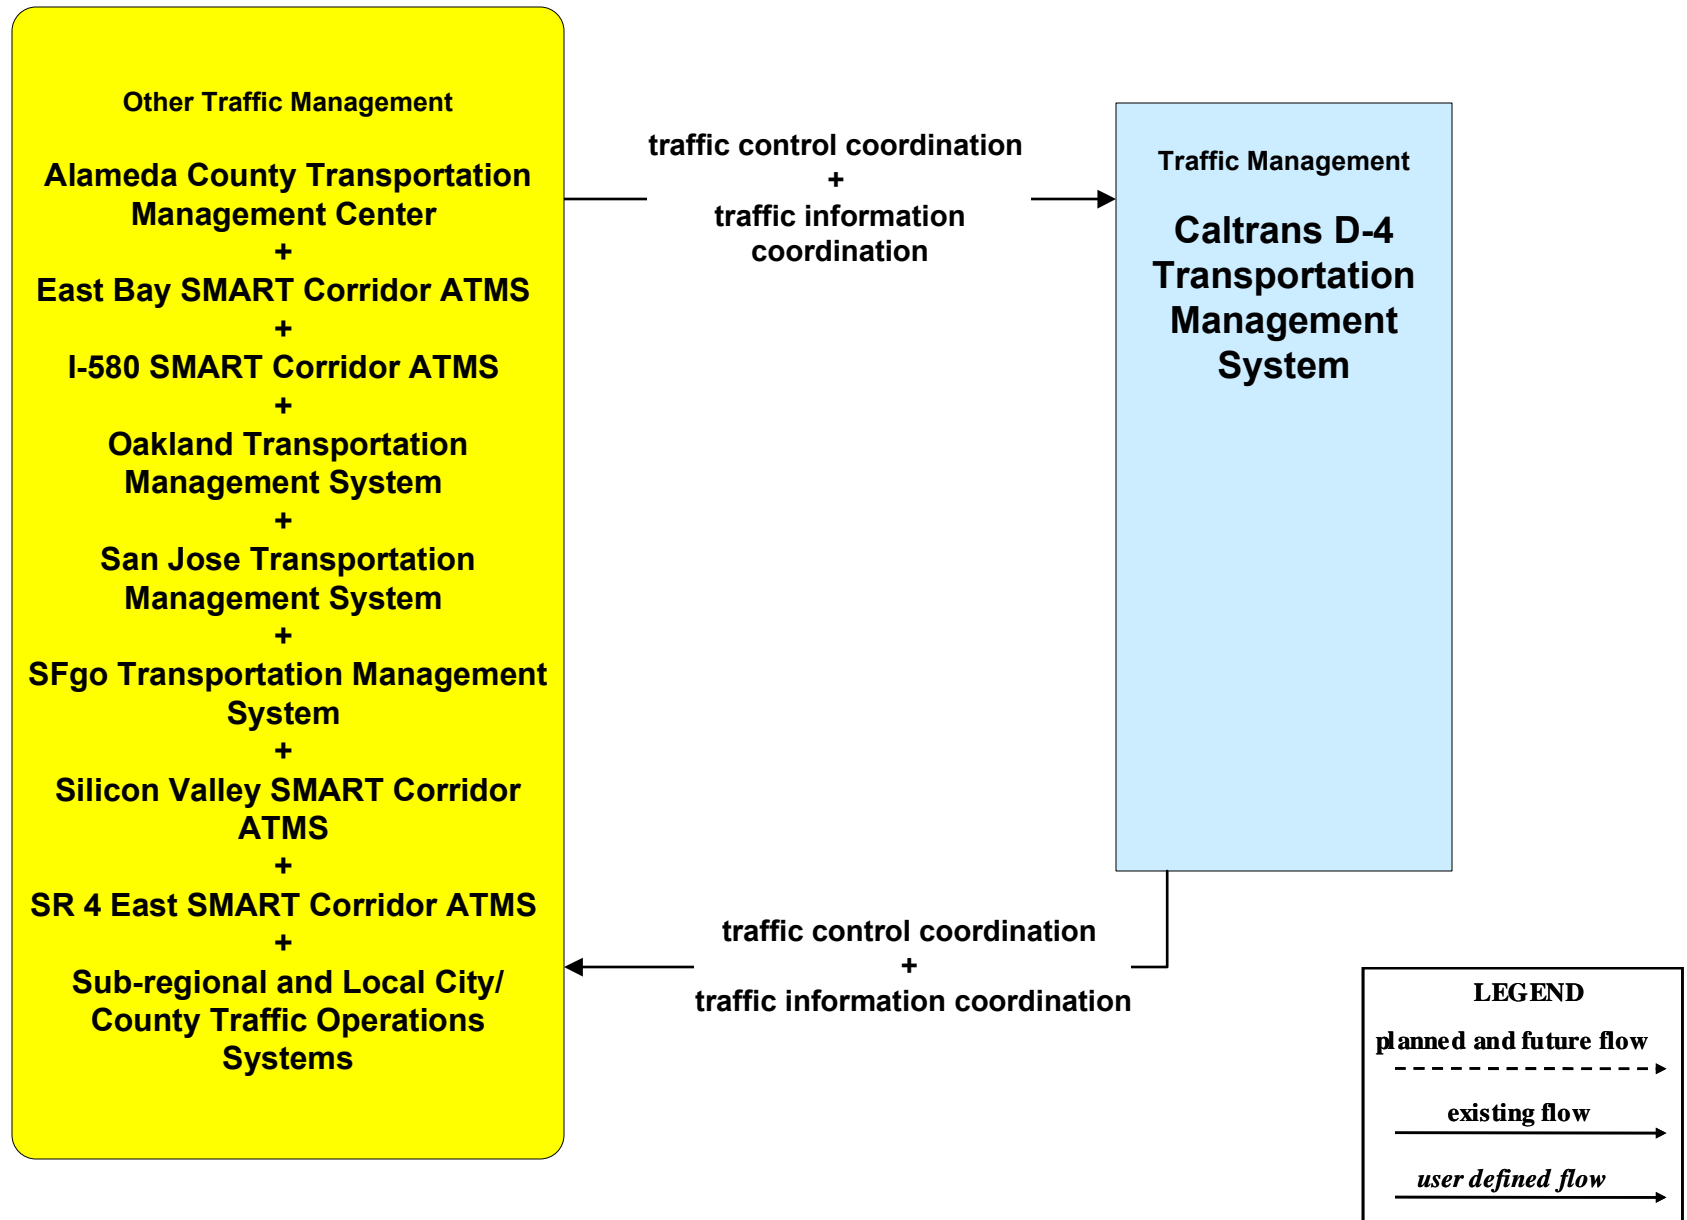 Other Traffic Management
Alameda County Transportation
Management Center
+
East Bay SMART Corridor ATMS
+
I-580 SMART Corridor ATMS
+
Oakland Transportation
Management System
+
San Jose Transportation
Management System
+
SFgo Transportation Management
System
+
Silicon Valley SMART Corridor
ATMS
+
SR 4 East SMART Corridor ATMS
+
Sub-regional and Local City/
County Traffic Operations
Systems
traffic control coordination
+
traffic information
coordination
Traffic Management
Caltrans D-4
Transportation
Management
System
traffic control coordination
+
traffic information coordination
LEGEND
planned and future flow
existing flow
user defined flow